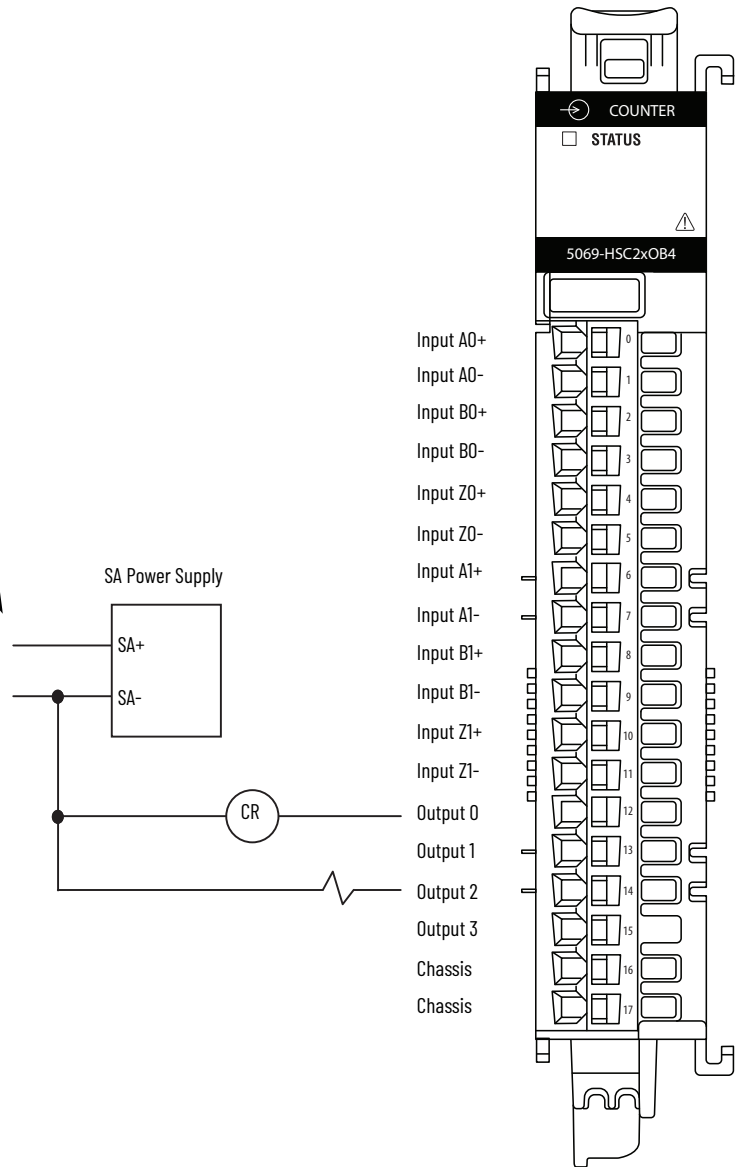 COUNTER
STATUS
5069-HSC2xOB4
Input A0+
0
Input A0-
1
Input B0+
2
Input B0-
3
Input Z0+
4
Input Z0-
5
SA Power Supply
Input A1+
6
SA+
Input A1-
7
Input B1+
8
SA-
Input B1-
9
Input Z1+
10
Input Z1-
11
CR
Output 0
12
Output 1
13
Output 2
14
Output 3
15
Chassis
16
Chassis
17